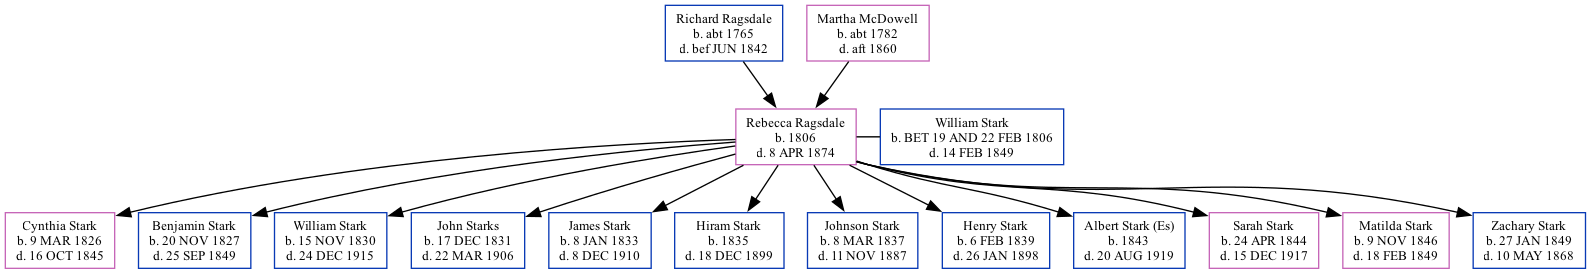 Richard Ragsdale
b. abt 1765
d. bef JUN 1842
Martha McDowell
b. abt 1782
d. aft 1860
Rebecca Ragsdale
b. 1806
d. 8 APR 1874
William Stark
b. BET 19 AND 22 FEB 1806
d. 14 FEB 1849
Cynthia Stark
b. 9 MAR 1826
d. 16 OCT 1845
Benjamin Stark
b. 20 NOV 1827
d. 25 SEP 1849
William Stark
b. 15 NOV 1830
d. 24 DEC 1915
John Starks
b. 17 DEC 1831
d. 22 MAR 1906
James Stark
b. 8 JAN 1833
d. 8 DEC 1910
Hiram Stark
b. 1835
d. 18 DEC 1899
Johnson Stark
b. 8 MAR 1837
d. 11 NOV 1887
Henry Stark
b. 6 FEB 1839
d. 26 JAN 1898
Albert Stark (Es)
b. 1843
d. 20 AUG 1919
Sarah Stark
b. 24 APR 1844
d. 15 DEC 1917
Matilda Stark
b. 9 NOV 1846
d. 18 FEB 1849
Zachary Stark
b. 27 JAN 1849
d. 10 MAY 1868